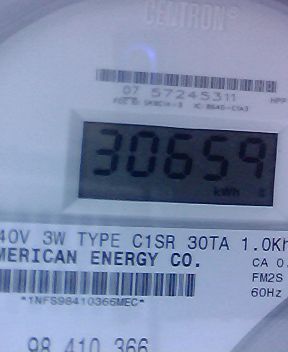 CENTRON®
07 57245311
HPP
30659
kWh
40V 3W TYPE C1SR 30TA 1.0Kh
MERICAN ENERGY CO.
CA 0.
FM2S
60Hz
*1NFS98410366MEC*
98 410 366